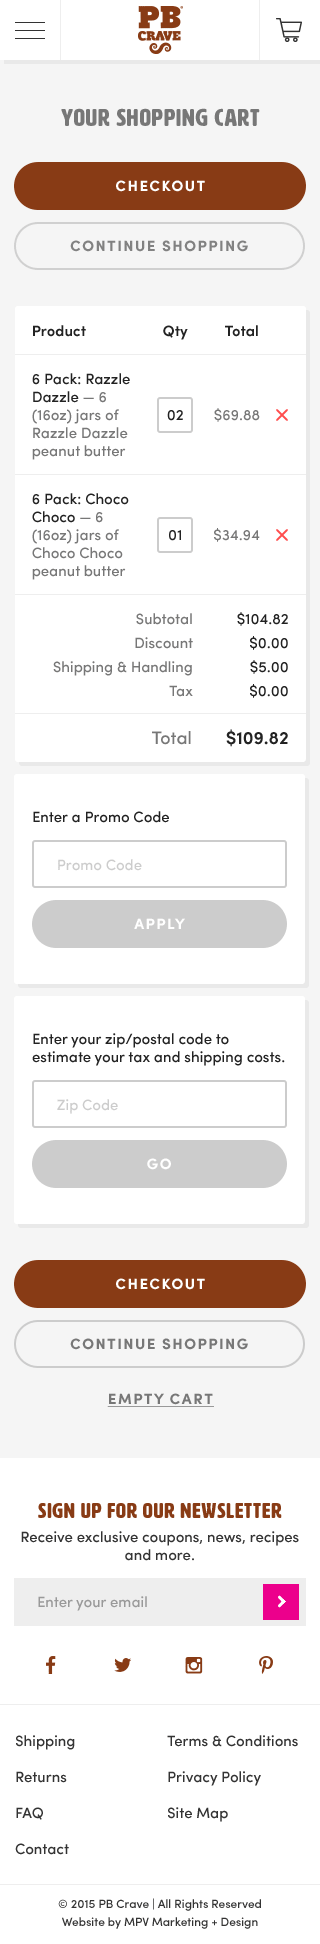 PB
CRAVE
YOUR SHOPPING CART
CHECKOUT
CONTINUE SHOPPING
Product Qty Total
6 Pack: Razzle
Dazzle — 6
(16oz) jars of
Razzle Dazzle
peanut butter
02 $69.88
6 Pack: Choco
Choco — 6
(16oz) jars of
Choco Choco
peanut butter
01 $34.94
Subtotal $104.82
Discount $0.00
Shipping & Handling $5.00
Tax $0.00
Total $109.82
Enter a Promo Code
Promo Code
APPLY
Enter your zip/postal code to
estimate your tax and shipping costs.
Zip Code
GO
CHECKOUT
CONTINUE SHOPPING
EMPTY CART
SIGN UP FOR OUR NEWSLETTER
Receive exclusive coupons, news, recipes
and more.
Enter your email
Shipping Terms & Conditions
Returns Privacy Policy
FAQ Site Map
Contact
© 2015 PB Crave | All Rights Reserved
Website by MPV Marketing + Design